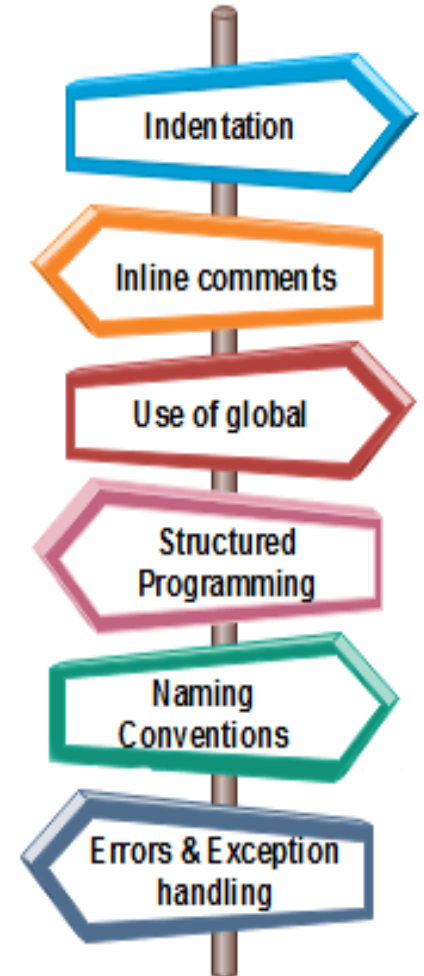 Indentation
Inline comments
Use of global
Structured
Programming
Naming
Conventions
Errors & Exception
handling